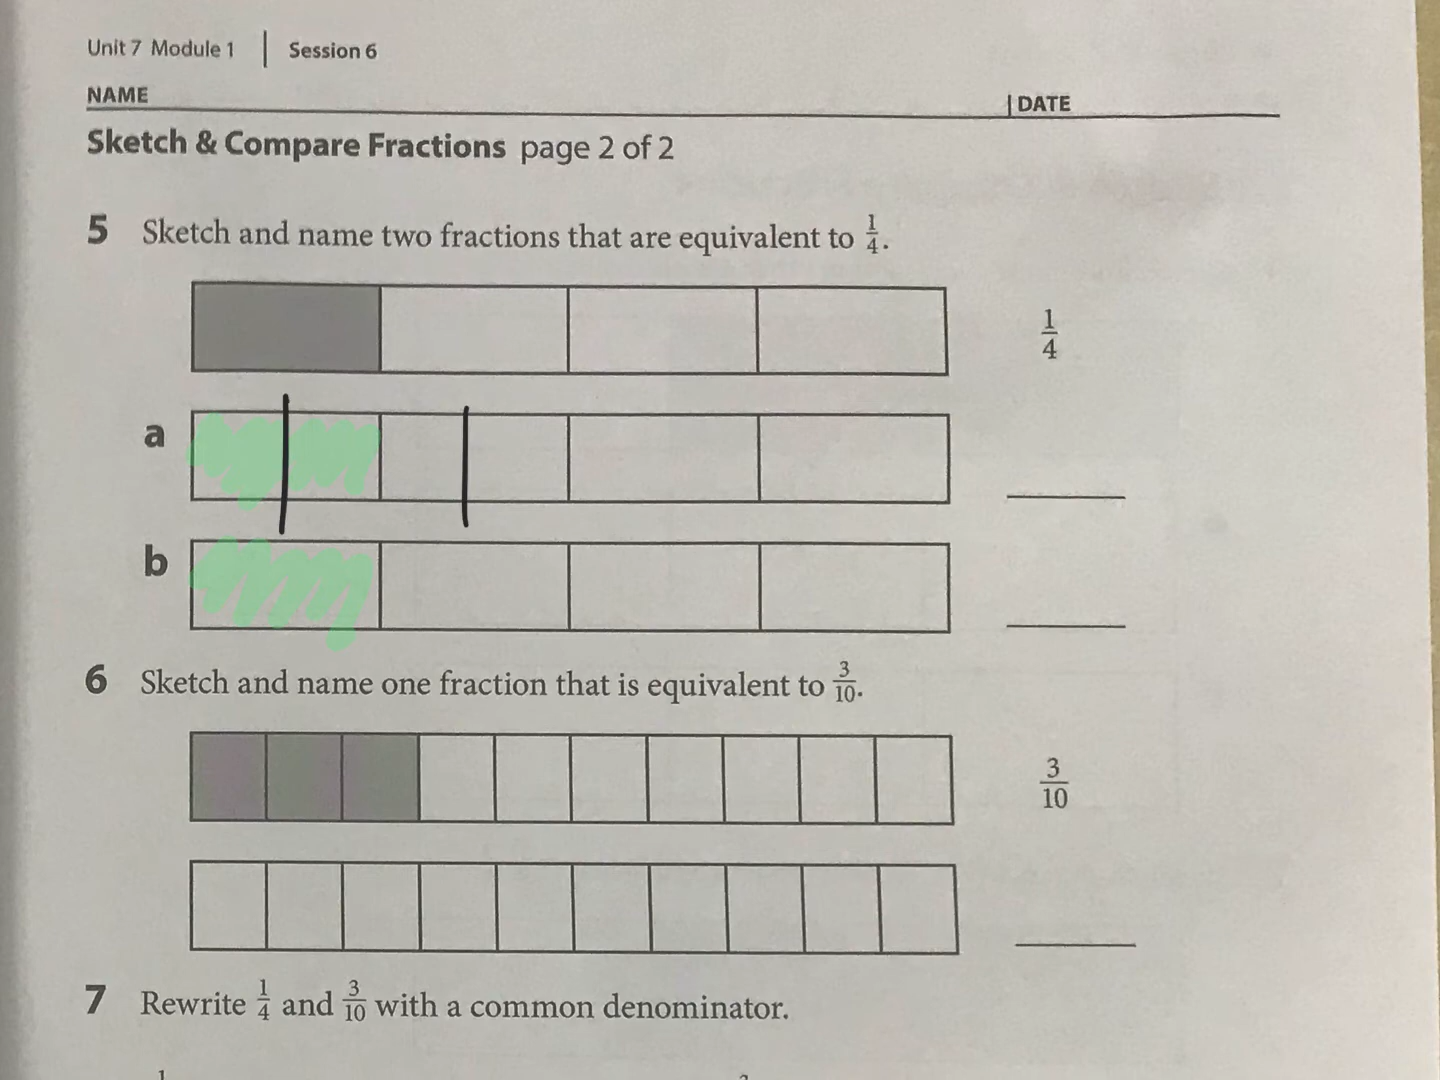 Unit 7 Module 1 | Session 6
NAME | DATE
Sketch & Compare Fractions page 2 of 2
5 Sketch and name two fractions that are equivalent to 1/4.
1/4
a
b
6 Sketch and name one fraction that is equivalent to 3/10.
3/10
7 Rewrite 1/4 and 3/10 with a common denominator.